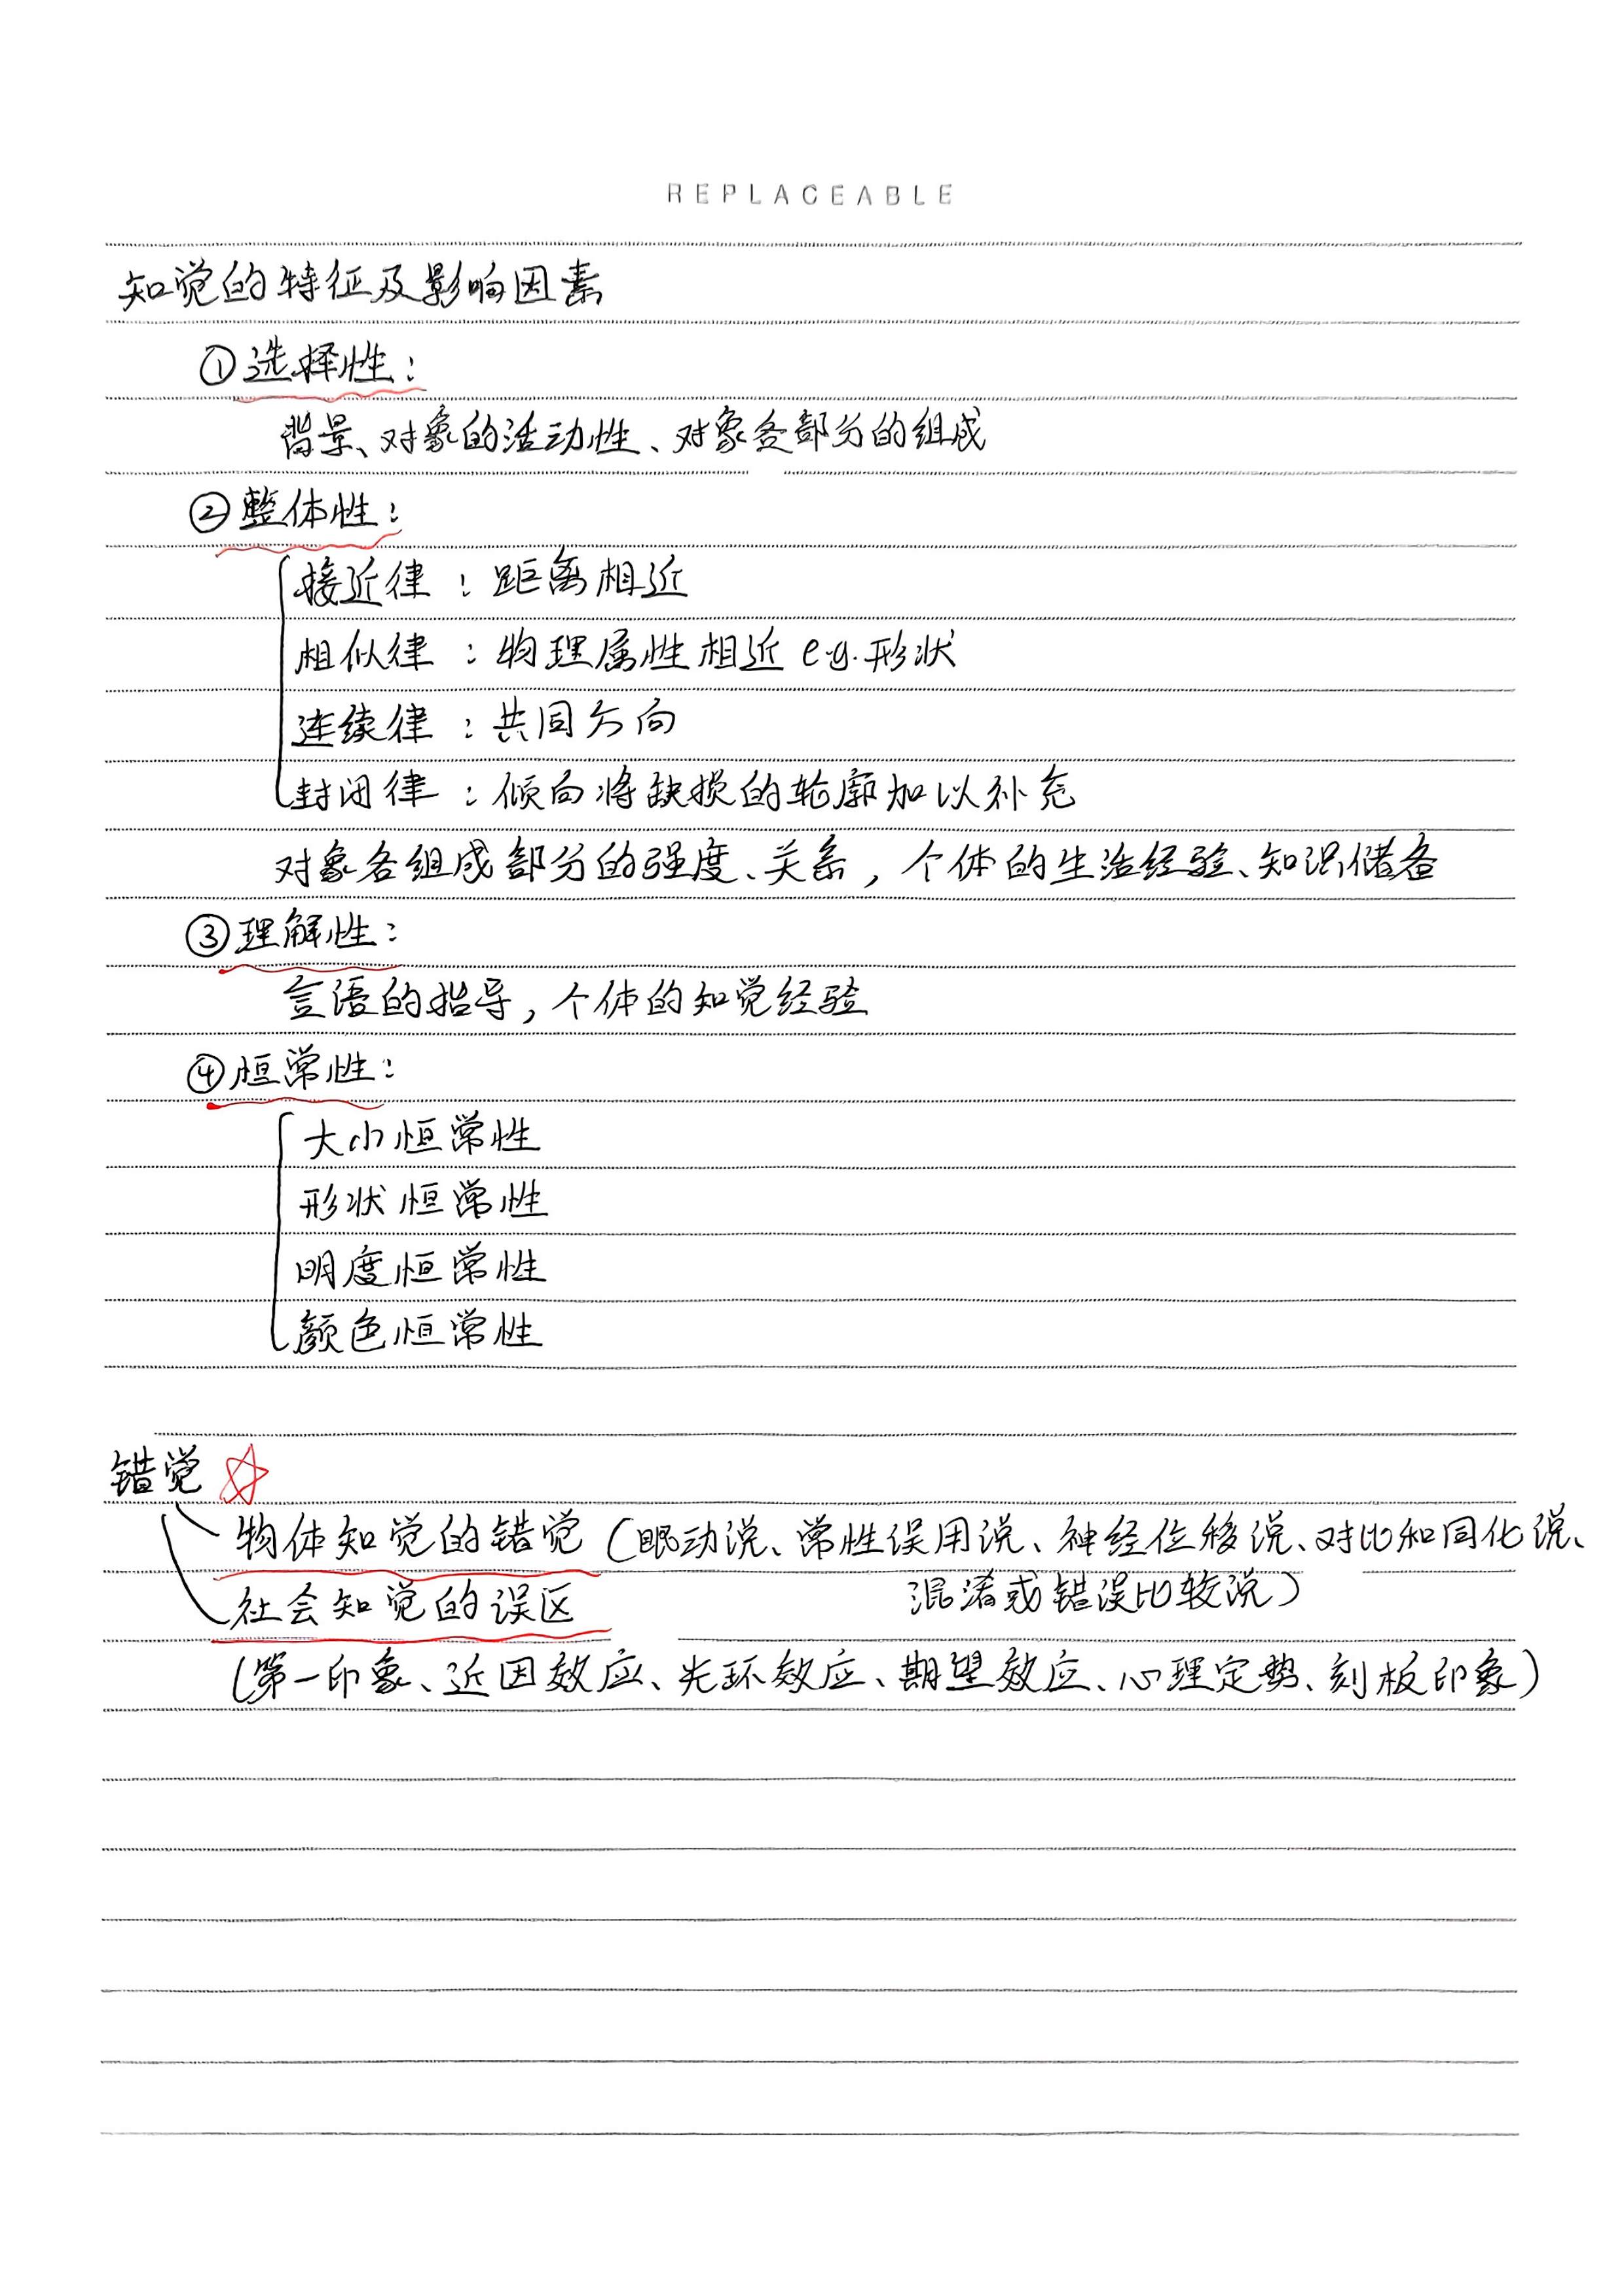 REPLACEABLE
知觉的特征及影响因素
①选择性：
背景、对象的活动性、对象各部分的组成
②整体性：
接近律：距离相近
相似律：物理属性相近 e.g.形状
连续律：共同方向
封闭律：倾向将缺损的轮廓加以补充
对象各组成部分的强度、关系，个体的生活经验、知识储备
③理解性：
言语的指导，个体的知觉经验
④恒常性：
大小恒常性
形状恒常性
明度恒常性
颜色恒常性
错觉
物体知觉的错觉（眼动说、常性误用说、神经位移说、对比和同化说、
混淆或错误比较说）
社会知觉的误区
（第一印象、近因效应、光环效应、期望效应、心理定势、刻板印象）